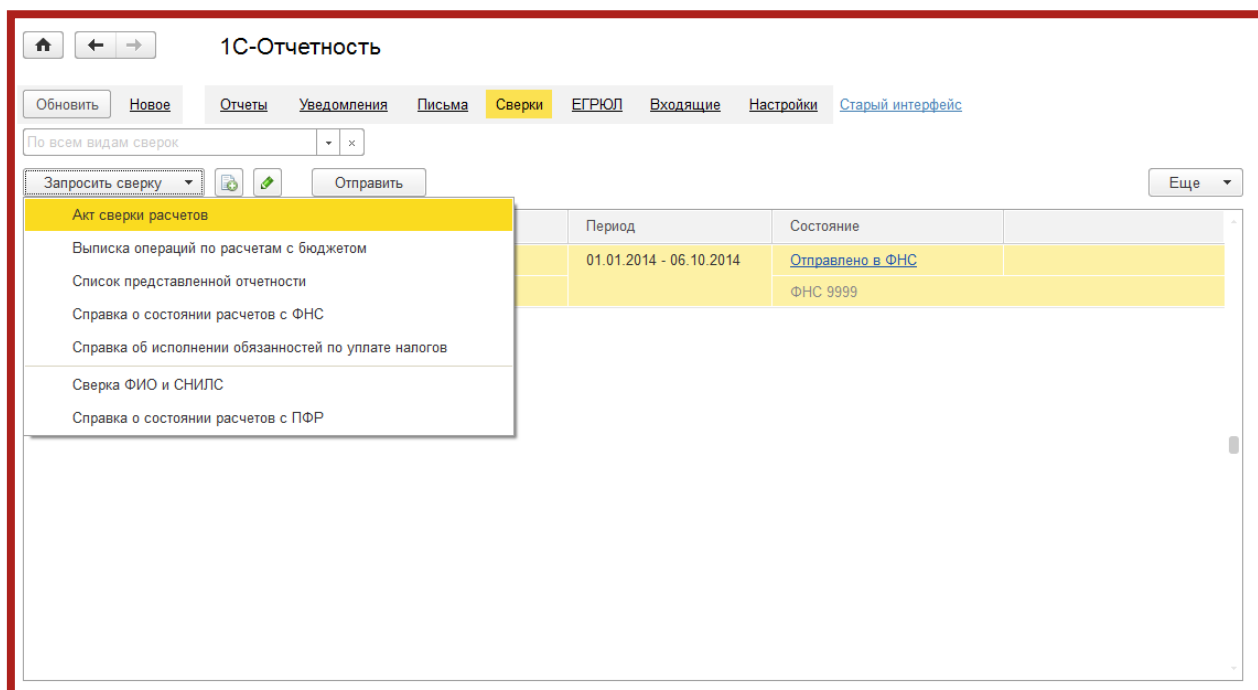 1С-Отчетность
Обновить Новое Отчеты Уведомления Письма Сверки ЕГРЮЛ Входящие Настройки Старый интерфейс
По всем видам сверок
Запросить сверку Отправить Еще
Акт сверки расчетов
Период Состояние
Выписка операций по расчетам с бюджетом
01.01.2014 - 06.10.2014 Отправлено в ФНС
Список представленной отчетности
ФНС 9999
Справка о состоянии расчетов с ФНС
Справка об исполнении обязанностей по уплате налогов
Сверка ФИО и СНИЛС
Справка о состоянии расчетов с ПФР